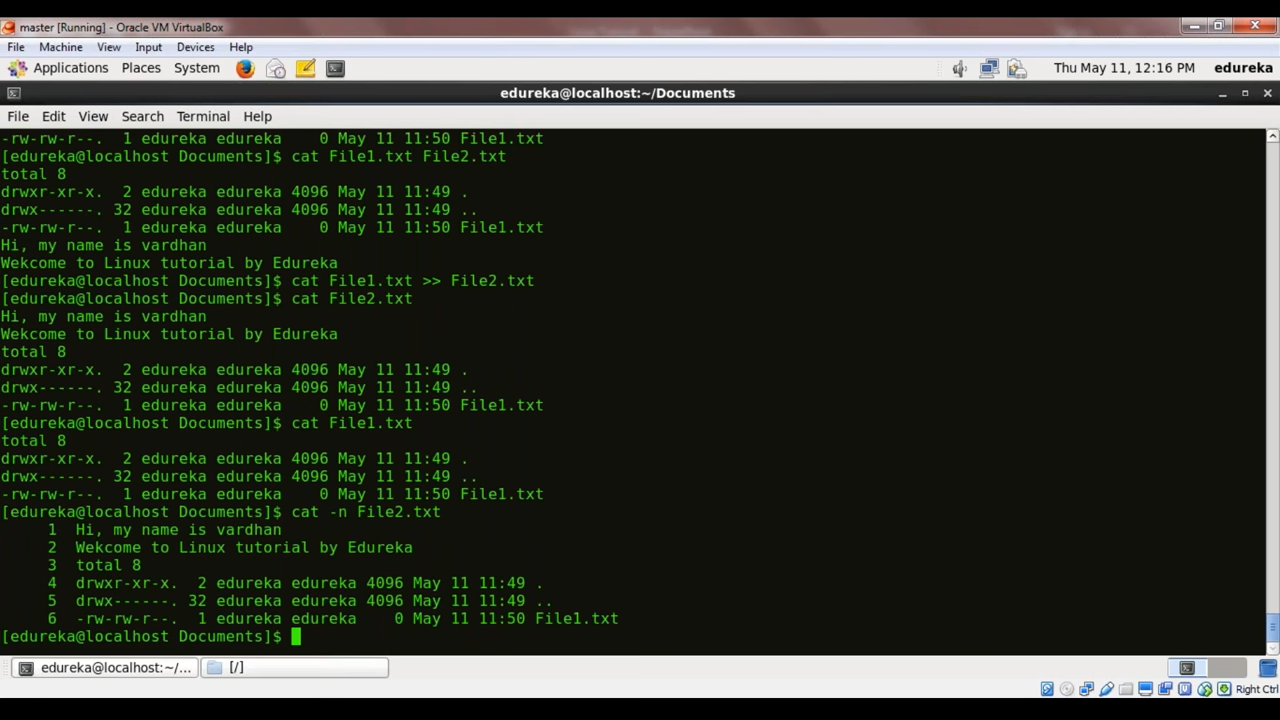 master [Running] - Oracle VM VirtualBox
File Machine View Input Devices Help
Applications Places System Thu May 11, 12:16 PM edureka
edureka@localhost:~/Documents
File Edit View Search Terminal Help
-rw-rw-r--. 1 edureka edureka    0 May 11 11:50 File1.txt
[edureka@localhost Documents]$ cat File1.txt File2.txt
total 8
drwxr-xr-x.  2 edureka edureka 4096 May 11 11:49 .
drwx------. 32 edureka edureka 4096 May 11 11:49 ..
-rw-rw-r--.  1 edureka edureka    0 May 11 11:50 File1.txt
Hi, my name is vardhan
Wekcome to Linux tutorial by Edureka
[edureka@localhost Documents]$ cat File1.txt >> File2.txt
[edureka@localhost Documents]$ cat File2.txt
Hi, my name is vardhan
Wekcome to Linux tutorial by Edureka
total 8
drwxr-xr-x.  2 edureka edureka 4096 May 11 11:49 .
drwx------. 32 edureka edureka 4096 May 11 11:49 ..
-rw-rw-r--.  1 edureka edureka    0 May 11 11:50 File1.txt
[edureka@localhost Documents]$ cat File1.txt
total 8
drwxr-xr-x.  2 edureka edureka 4096 May 11 11:49 .
drwx------. 32 edureka edureka 4096 May 11 11:49 ..
-rw-rw-r--.  1 edureka edureka    0 May 11 11:50 File1.txt
[edureka@localhost Documents]$ cat -n File2.txt
     1  Hi, my name is vardhan
     2  Wekcome to Linux tutorial by Edureka
     3  total 8
     4  drwxr-xr-x.  2 edureka edureka 4096 May 11 11:49 .
     5  drwx------. 32 edureka edureka 4096 May 11 11:49 ..
     6  -rw-rw-r--.  1 edureka edureka    0 May 11 11:50 File1.txt
[edureka@localhost Documents]$
edureka@localhost:~/... [/]
Right Ctrl